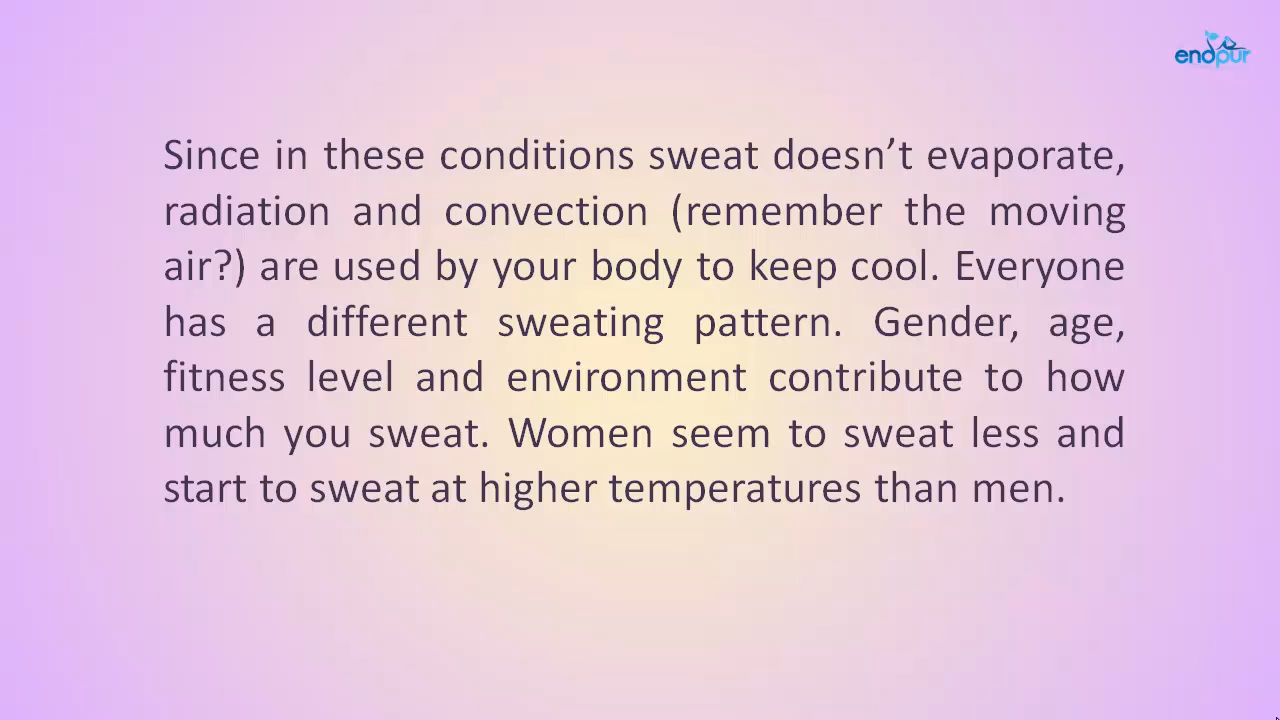 endpur
Since in these conditions sweat doesn’t evaporate,
radiation and convection (remember the moving
air?) are used by your body to keep cool. Everyone
has a different sweating pattern. Gender, age,
fitness level and environment contribute to how
much you sweat. Women seem to sweat less and
start to sweat at higher temperatures than men.